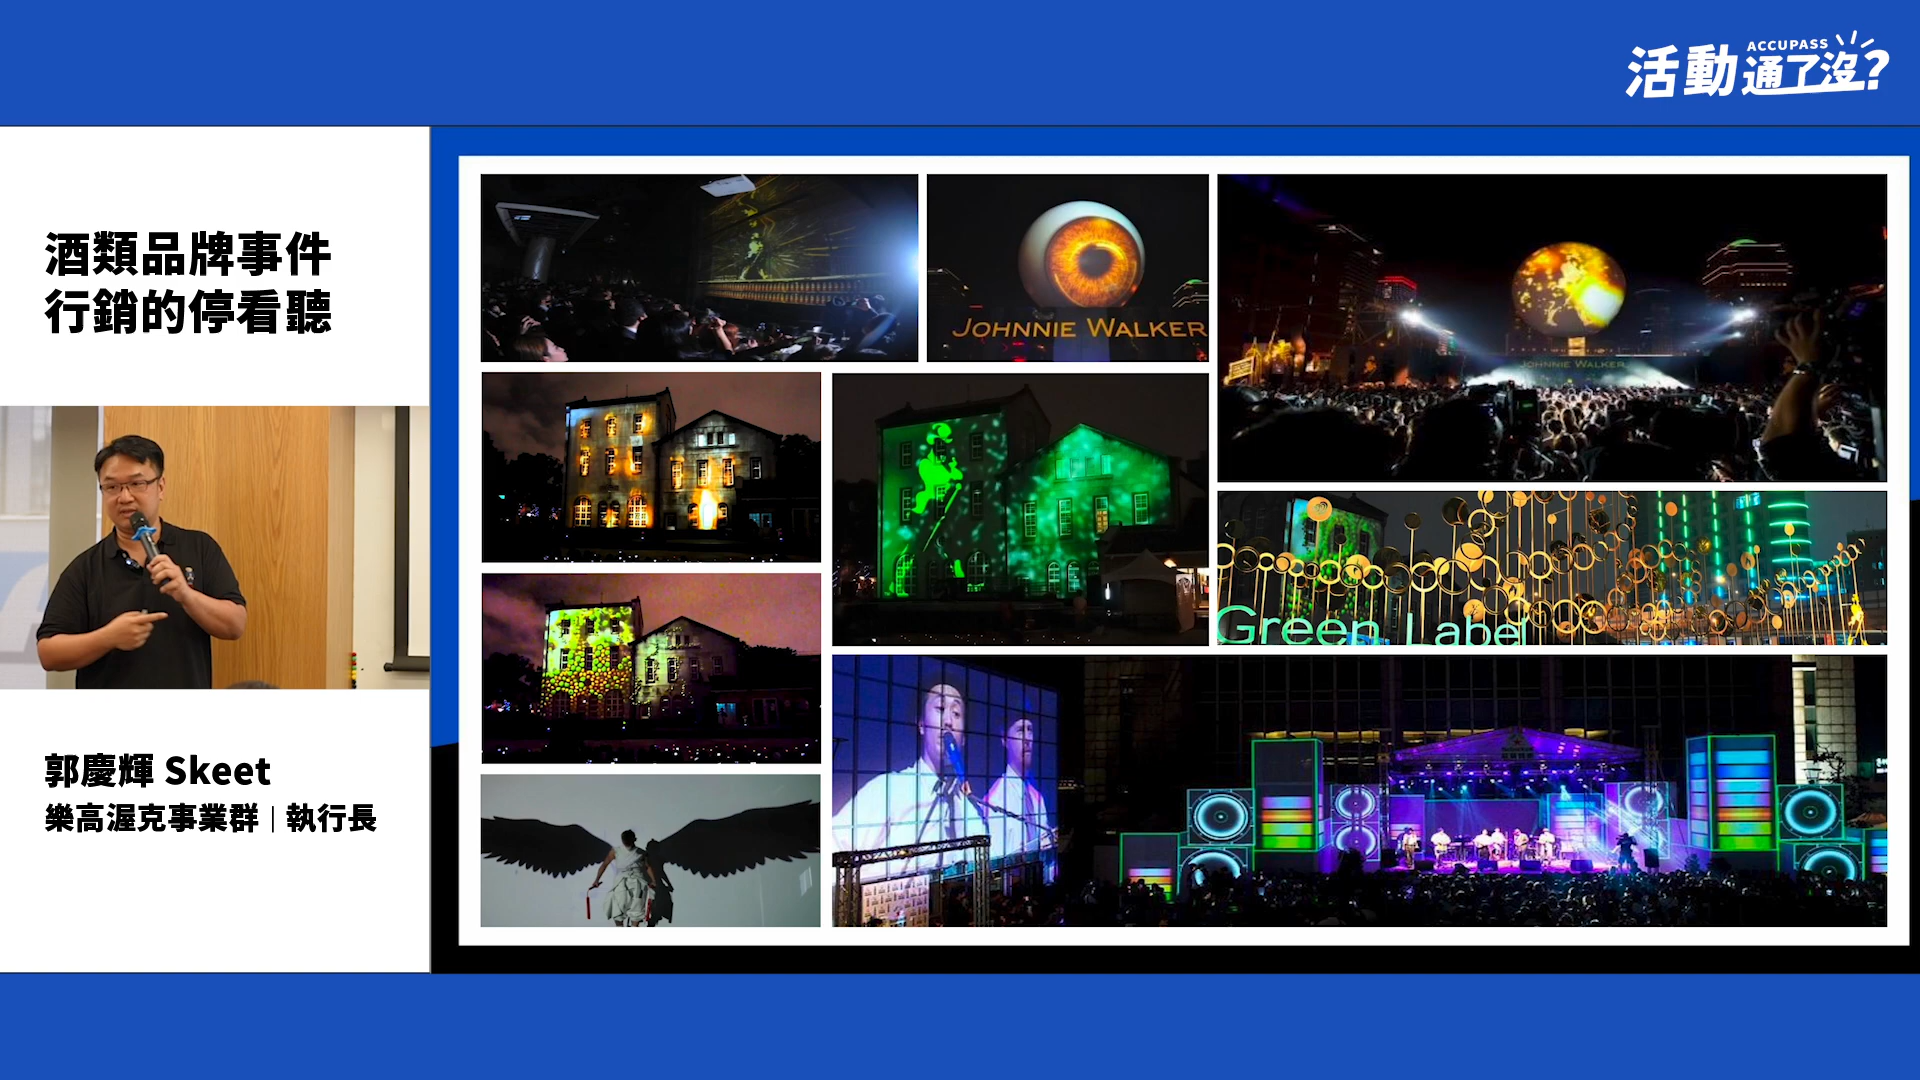 ACCUPASS
活動通了沒?
酒類品牌事件
行銷的停看聽
JOHNNIE WALKER
JOHNNIE WALKER
Green Label
郭慶輝 Skeet
樂高渥克事業群｜執行長